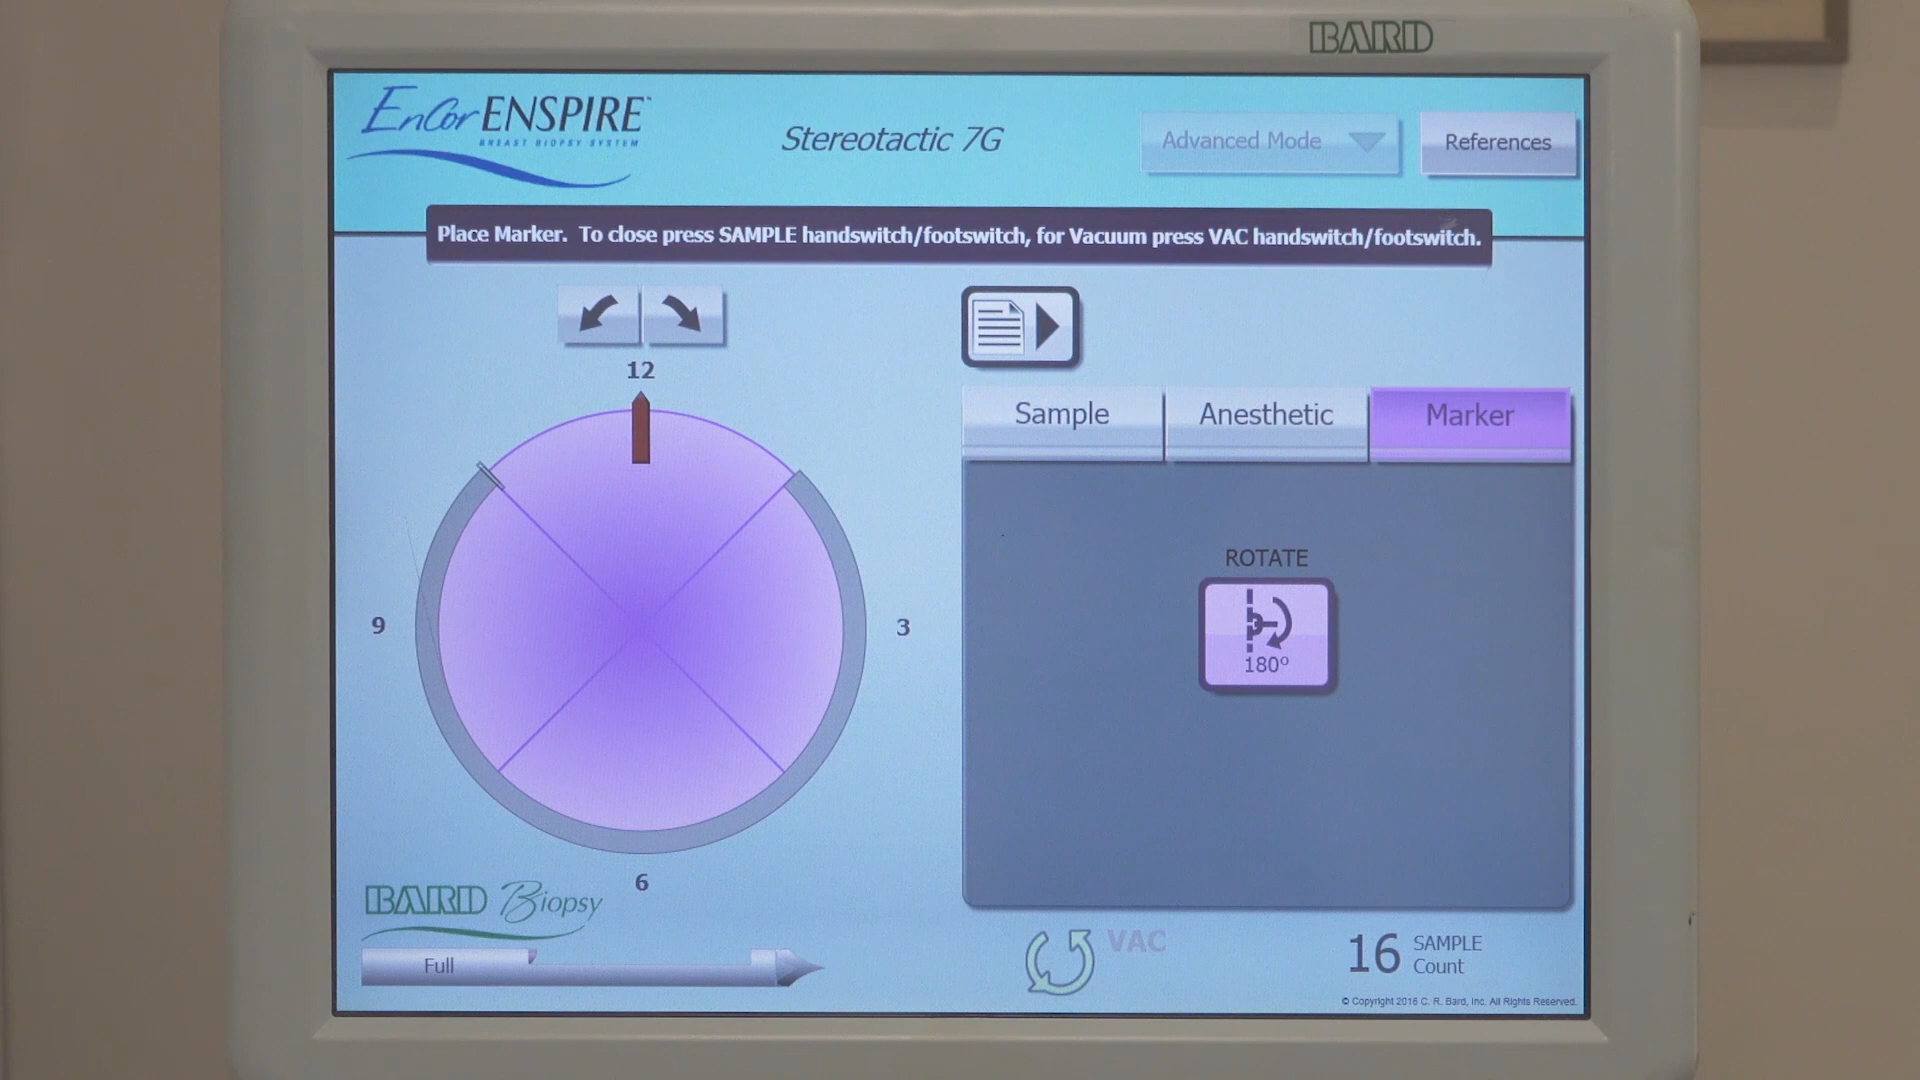 BARD
EnCor ENSPIRE™
BREAST BIOPSY SYSTEM
Stereotactic 7G
Advanced Mode
References
Place Marker. To close press SAMPLE handswitch/footswitch, for Vacuum press VAC handswitch/footswitch.
12
9
3
6
Sample
Anesthetic
Marker
ROTATE
180º
BARD Biopsy
Full
VAC
16 SAMPLE
Count
© Copyright 2016 C. R. Bard, Inc. All Rights Reserved.